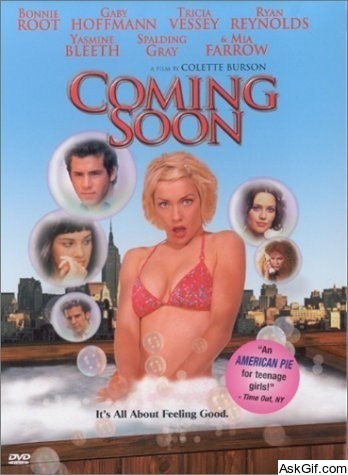 BONNIE ROOT GABY HOFFMANN TRICIA VESSEY RYAN REYNOLDS
YASMINE BLEETH SPALDING GRAY & MIA FARROW
A FILM BY COLETTE BURSON
COMING
SOON
"An
AMERICAN PIE
for teenage
girls!"
- Time Out, NY
It's All About Feeling Good.
DVD
AskGif.com